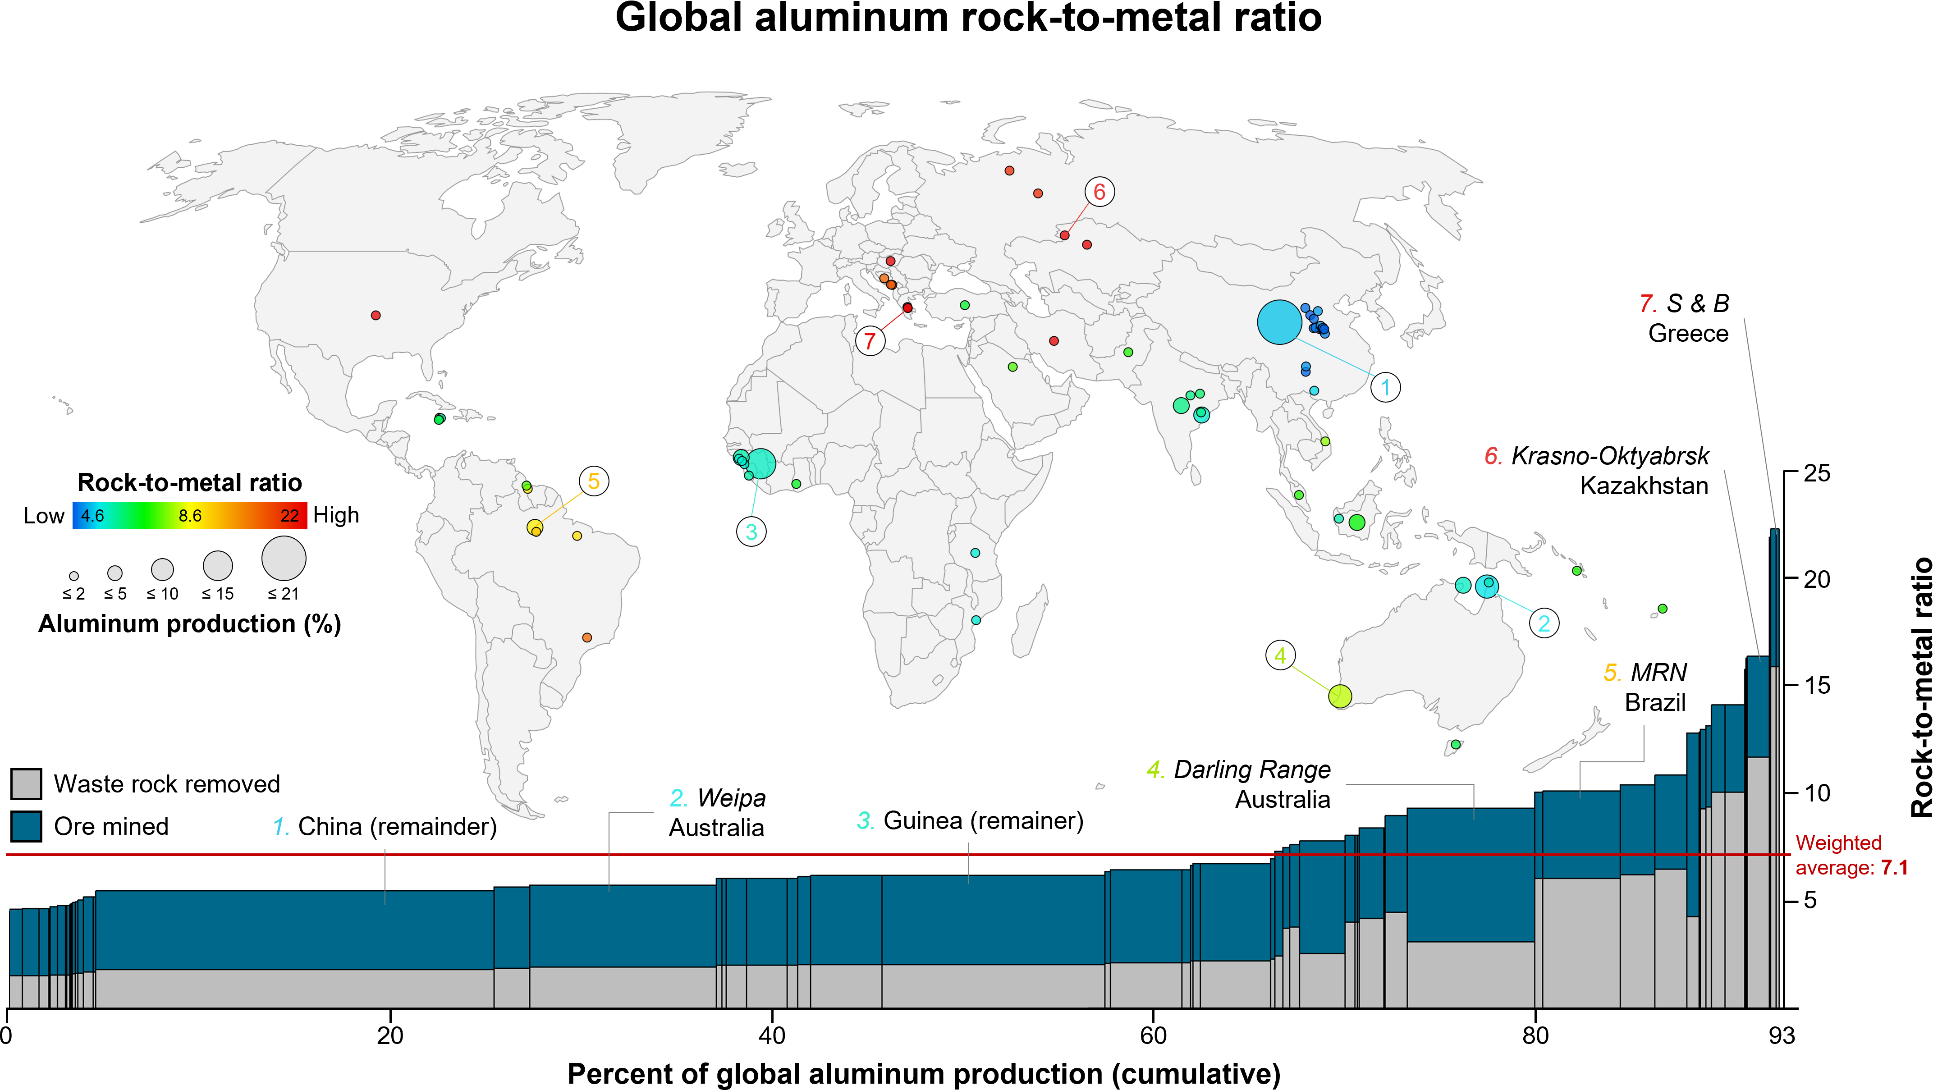 Global aluminum rock-to-metal ratio
6
7
1
5
3
2
4
Rock-to-metal ratio
Low 4.6 8.6 22 High
≤ 2 ≤ 5 ≤ 10 ≤ 15 ≤ 21
Aluminum production (%)
Waste rock removed
Ore mined
1. China (remainder)
2. Weipa
Australia
3. Guinea (remainer)
4. Darling Range
Australia
5. MRN
Brazil
6. Krasno-Oktyabrsk
Kazakhstan
7. S & B
Greece
25
20
15
10
5
Rock-to-metal ratio
Weighted
average: 7.1
0 20 40 60 80 93
Percent of global aluminum production (cumulative)